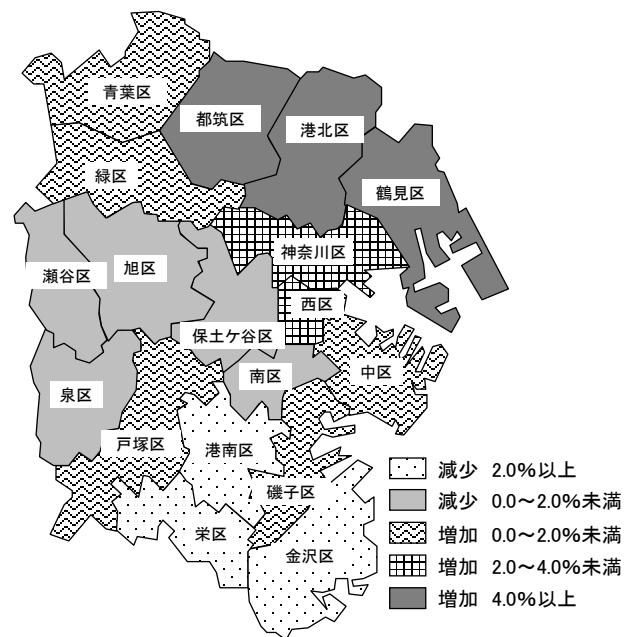 青葉区
都筑区
港北区
緑区
鶴見区
神奈川区
瀬谷区
旭区
西区
保土ケ谷区
南区
中区
泉区
戸塚区
港南区
磯子区
栄区
金沢区
減少 2.0%以上
減少 0.0～2.0%未満
増加 0.0～2.0%未満
増加 2.0～4.0%未満
増加 4.0%以上